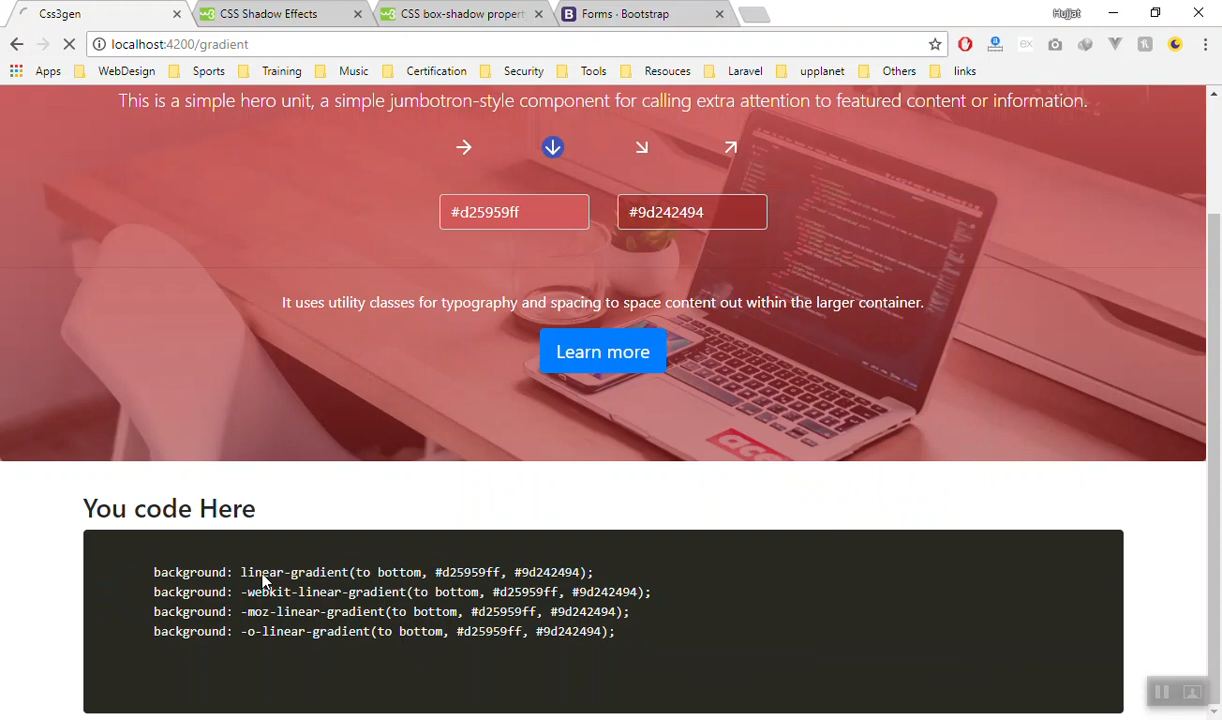 Css3gen
CSS Shadow Effects
CSS box-shadow propert
Forms · Bootstrap
Hujjat
localhost:4200/gradient
Apps
WebDesign
Sports
Training
Music
Certification
Security
Tools
Resouces
Laravel
upplanet
Others
links
This is a simple hero unit, a simple jumbotron-style component for calling extra attention to featured content or information.
#d25959ff
#9d242494
It uses utility classes for typography and spacing to space content out within the larger container.
Learn more
acer
You code Here
background: linear-gradient(to bottom, #d25959ff, #9d242494);
background: -webkit-linear-gradient(to bottom, #d25959ff, #9d242494);
background: -moz-linear-gradient(to bottom, #d25959ff, #9d242494);
background: -o-linear-gradient(to bottom, #d25959ff, #9d242494);